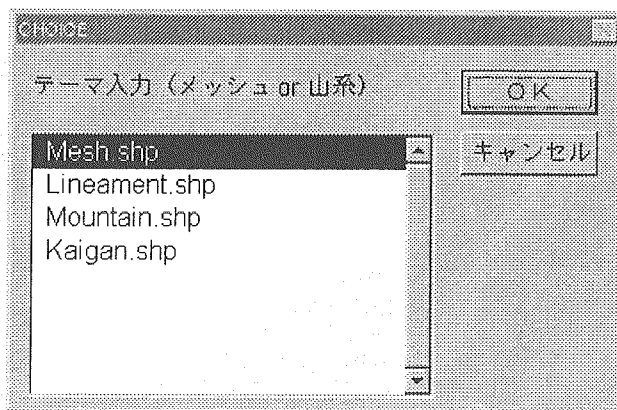 CHOICE
テーマ入力（メッシュ or 山系）
OK
キャンセル
Mesh.shp
Lineament.shp
Mountain.shp
Kaigan.shp